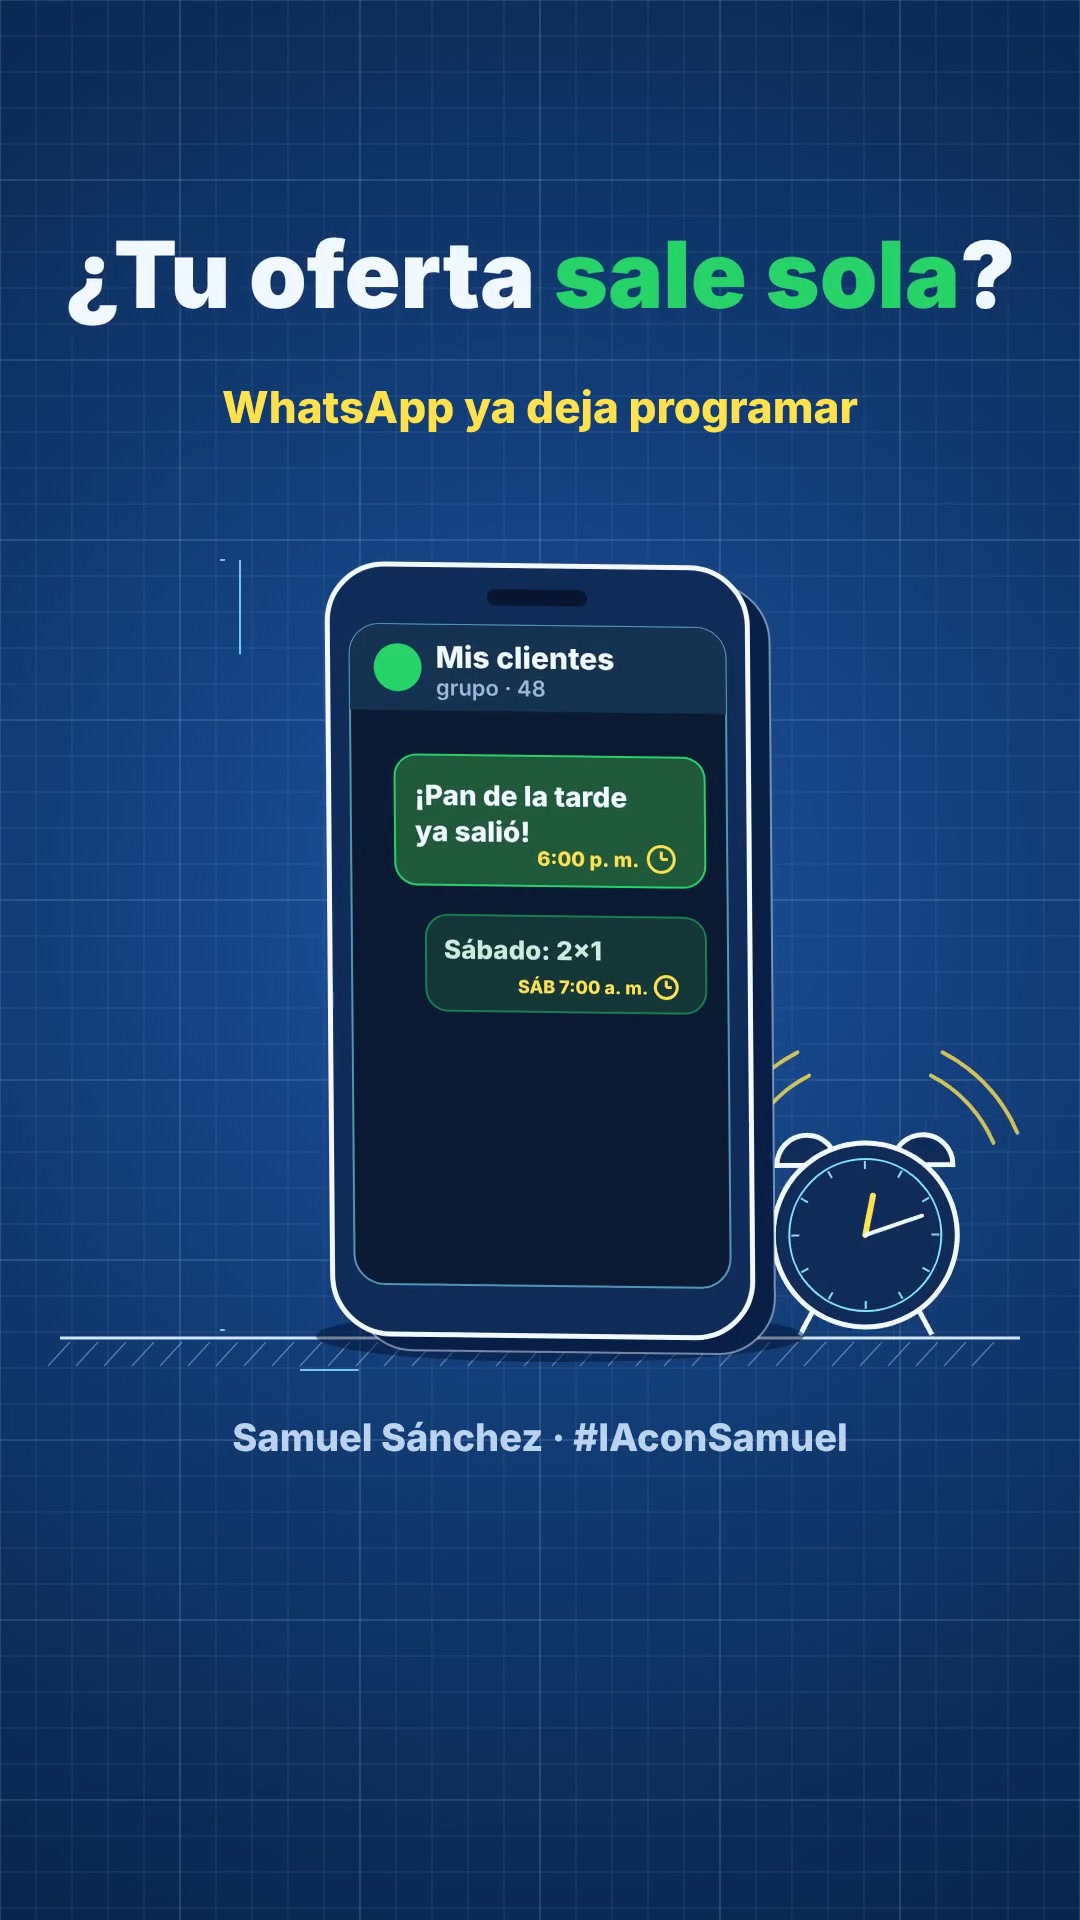 ¿Tu oferta sale sola?
WhatsApp ya deja programar
Mis clientes
grupo · 48
¡Pan de la tarde
ya salió!
6:00 p. m.
Sábado: 2×1
SÁB 7:00 a. m.
Samuel Sánchez · #IAconSamuel